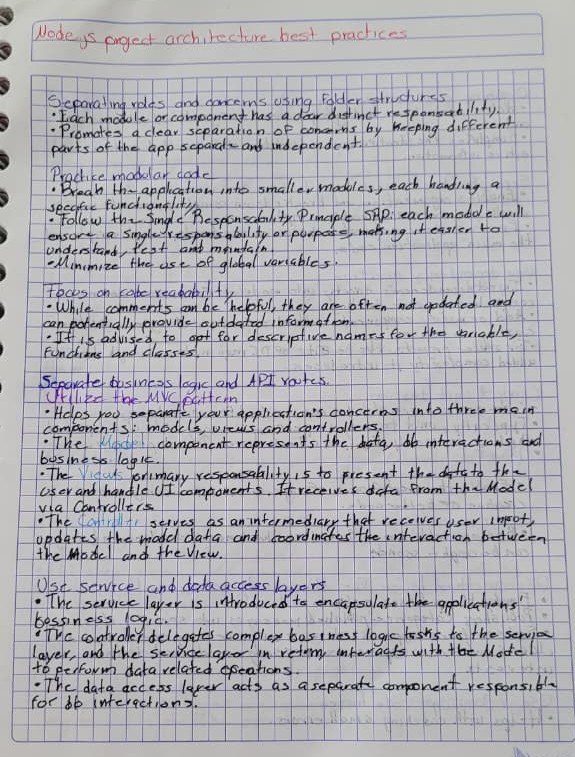 Nodejs project architecture best practices
Separating roles and concerns using folder structures
• Each module or component has a clear distinct responsability.
• Promotes a clear separation of concerns by keeping different
parts of the app separate and independent.
Practice modular code
• Break the application into smaller modules, each handling a
specific functionality
• Follow the Single Responsability Principle SRP: each module will
ensure a single responsability or purpose, making it easier to
understand, test and maintain.
• Minimize the use of global variables.
Focus on code readability
• While comments can be helpful, they are often not updated and
can potentially provide outdated information.
• It is advised to opt for descriptive names for the variable,
functions and classes.
Separate business logic and API routes.
Utilize the MVC pattern
• Helps you separate your application's concerns into three main
components: models, views and controllers.
• The Model component represents the data, db interactions and
business logic.
• The Views primary responsability is to present the data to the
user and handle UI components. It receives data from the Model
via Controllers
• The Controller serves as an intermediary that receives user input,
updates the model data and coordinates the interaction between
the Model and the View.
Use service and data access layers
• The service layer is introduced to encapsulate the applications'
bessiness logic.
• The controller delegates complex business logic tasks to the service
layer, and the service layer in return, interacts with the Model
to perform data related operations.
• The data access layer acts as a separate component responsible
for db interactions.